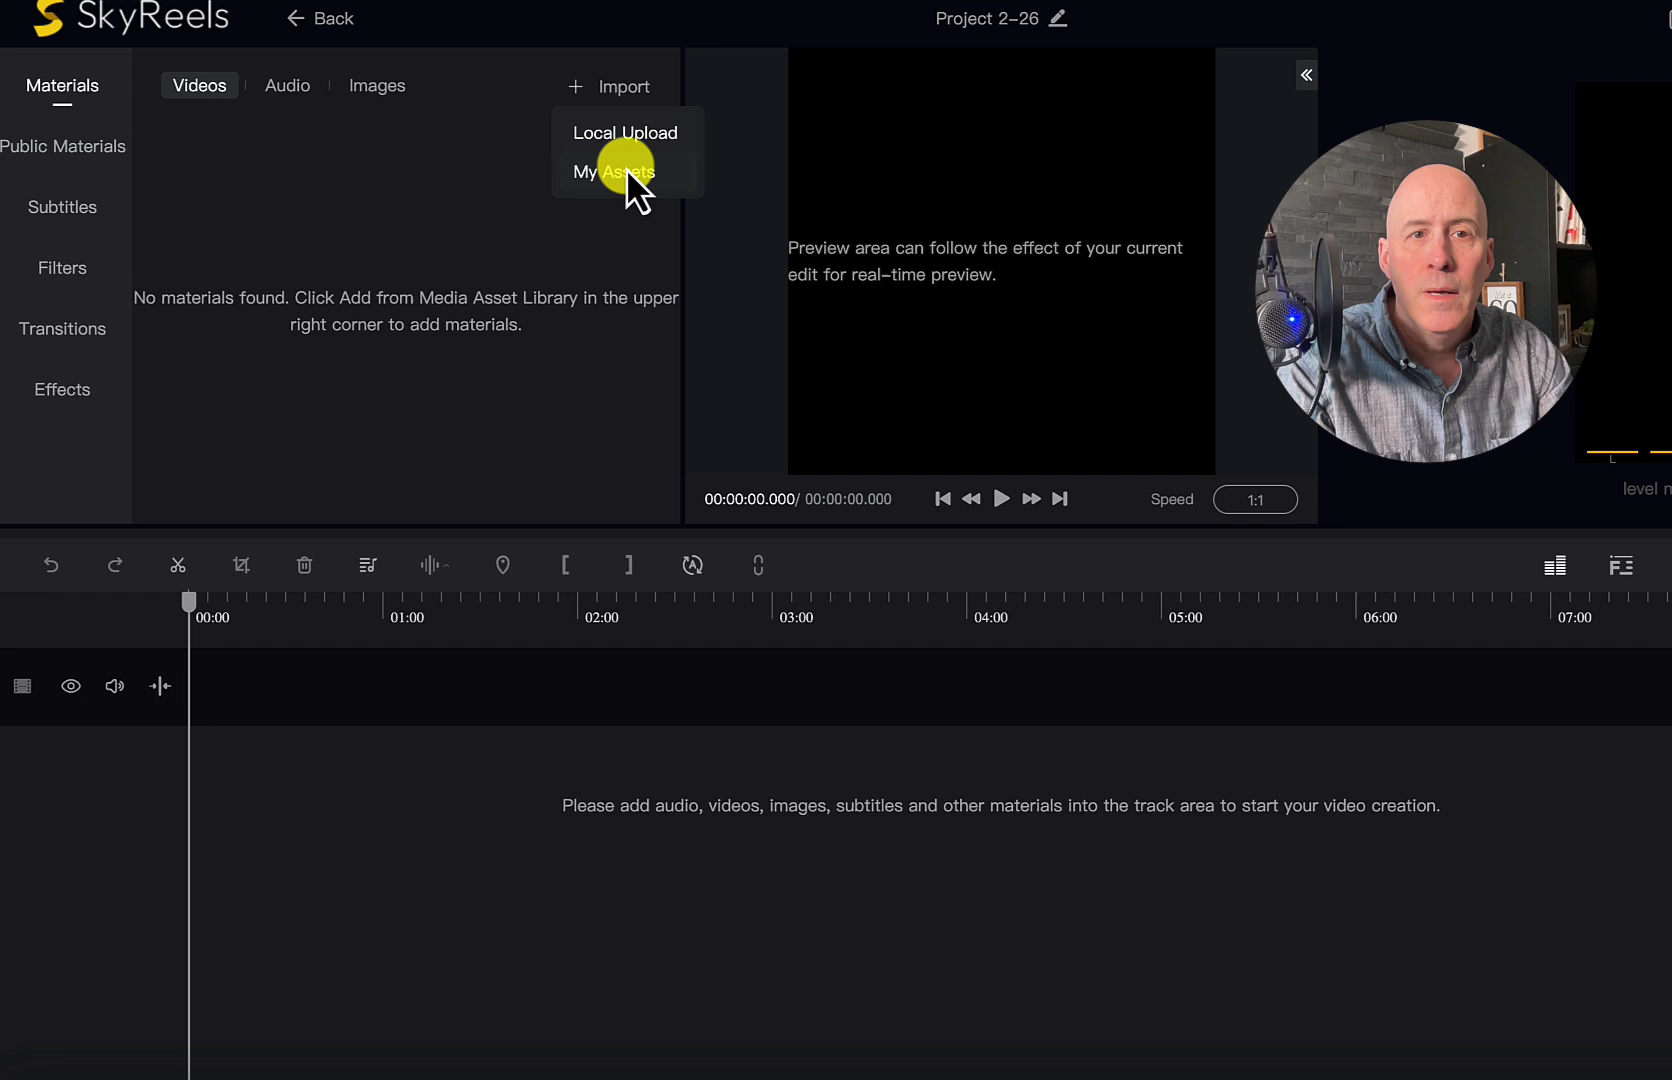 SkyReels
Back
Project 2-26
Materials
Videos
Audio
Images
Import
Local Upload
My Assets
Public Materials
Subtitles
Filters
Transitions
Effects
No materials found. Click Add from Media Asset Library in the upper
right corner to add materials.
Preview area can follow the effect of your current
edit for real-time preview.
00:00:00.000/ 00:00:00.000
Speed
1:1
L
level
00:00
01:00
02:00
03:00
04:00
05:00
06:00
07:00
Please add audio, videos, images, subtitles and other materials into the track area to start your video creation.